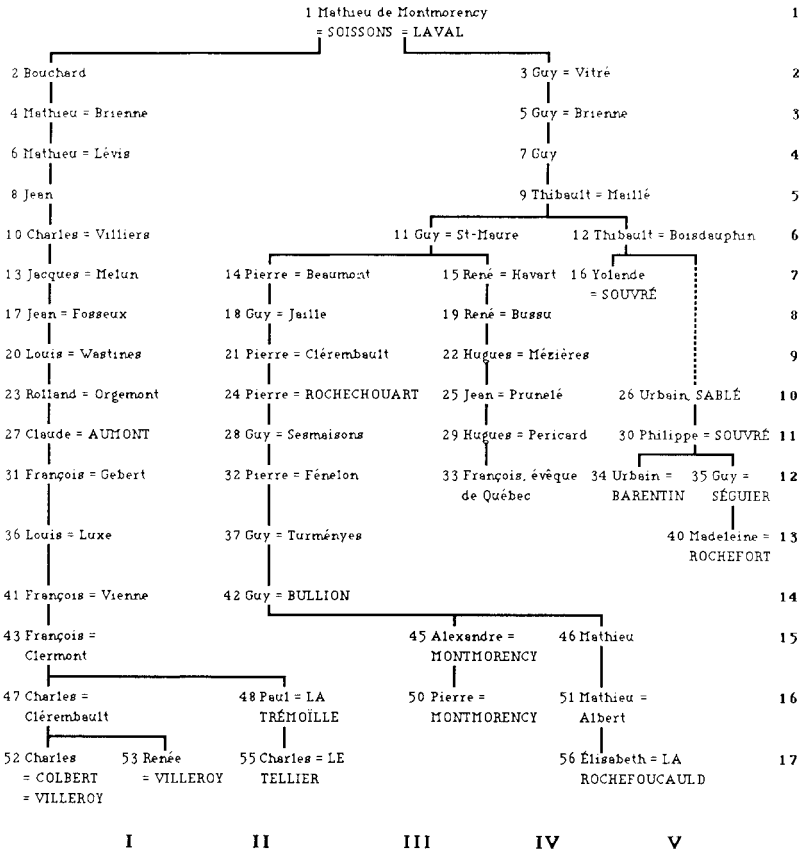 1 Mathieu de Montmorency 1
= SOISSONS = LAVAL
2 Bouchard 3 Guy = Vitré 2
4 Mathieu = Brienne 5 Guy = Brienne 3
6 Mathieu = Lévis 7 Guy 4
8 Jean 9 Thibault = Maillé 5
10 Charles = Villiers 11 Guy = St-Maure 12 Thibault = Boisdauphin 6
13 Jacques = Melun 14 Pierre = Beaumont 15 René = Havart 16 Yolande 7
= SOUVRÉ
17 Jean = Fosseux 18 Guy = Jaille 19 René = Bussu 8
20 Louis = Wastines 21 Pierre = Clérembault 22 Hugues = Mézières 9
23 Rolland = Orgemont 24 Pierre = ROCHECHOUART 25 Jean = Prunelé 26 Urbain, SABLÉ 10
27 Claude = AUMONT 28 Guy = Sesmaisons 29 Hugues = Pericard 30 Philippe = SOUVRÉ 11
31 François = Gebert 32 Pierre = Fénelon 33 François, évêque 34 Urbain = 35 Guy = 12
de Québec BARENTIN SÉGUIER
36 Louis = Luxe 37 Guy = Turményes 40 Madeleine = 13
ROCHEFORT
41 François = Vienne 42 Guy = BULLION 14
43 François = 45 Alexandre = 46 Mathieu 15
Clermont MONTMORENCY
47 Charles = 48 Paul = LA 50 Pierre = 51 Mathieu = 16
Clérembault TRÉMOÏLLE MONTMORENCY Albert
52 Charles 53 Renée 55 Charles = LE 56 Élisabeth = LA 17
= COLBERT = VILLEROY TELLIER ROCHEFOUCAULD
= VILLEROY
I II III IV V